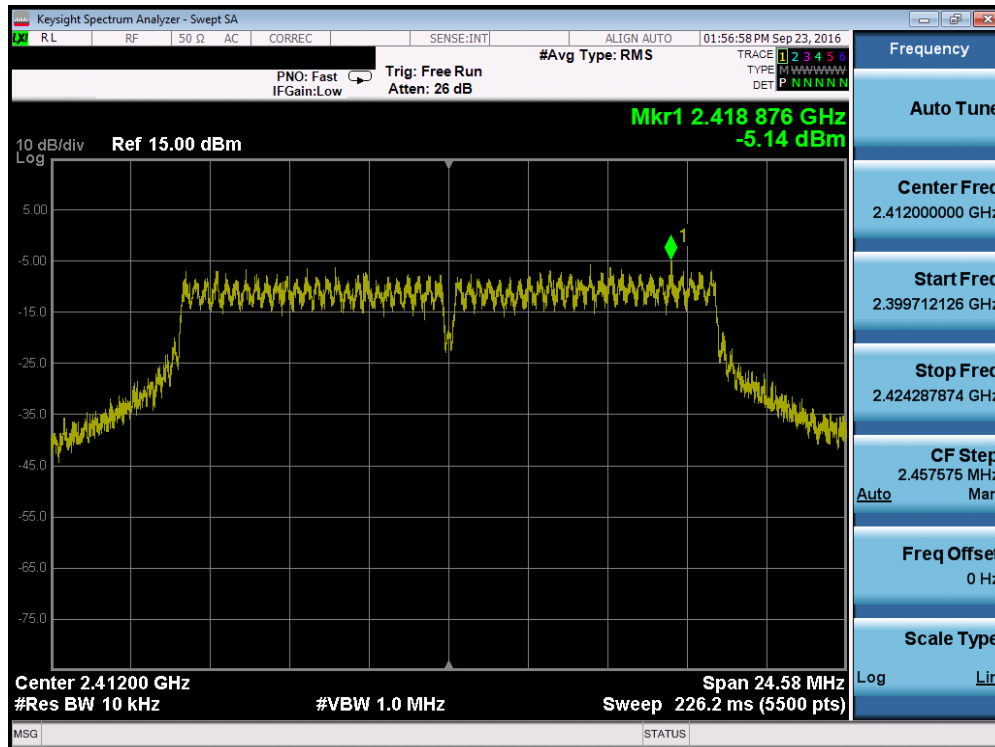 Keysight Spectrum Analyzer - Swept SA
LXI RL RF 50 Ω AC CORREC SENSE:INT ALIGN AUTO 01:56:58 PM Sep 23, 2016
PNO: Fast
IFGain:Low
Trig: Free Run
Atten: 26 dB
#Avg Type: RMS
TRACE 1 2 3 4 5 6
TYPE M WWWWW
DET P N N N N N
Mkr1 2.418 876 GHz
-5.14 dBm
10 dB/div Ref 15.00 dBm
Log
5.00
-5.00
-15.0
-25.0
-35.0
-45.0
-55.0
-65.0
-75.0
1
Center 2.41200 GHz Span 24.58 MHz
#Res BW 10 kHz #VBW 1.0 MHz Sweep 226.2 ms (5500 pts)
MSG STATUS
Frequency
Auto Tune
Center Freq
2.412000000 GHz
Start Freq
2.399712126 GHz
Stop Freq
2.424287874 GHz
CF Step
2.457575 MHz
Auto Man
Freq Offset
0 Hz
Scale Type
Log Lin